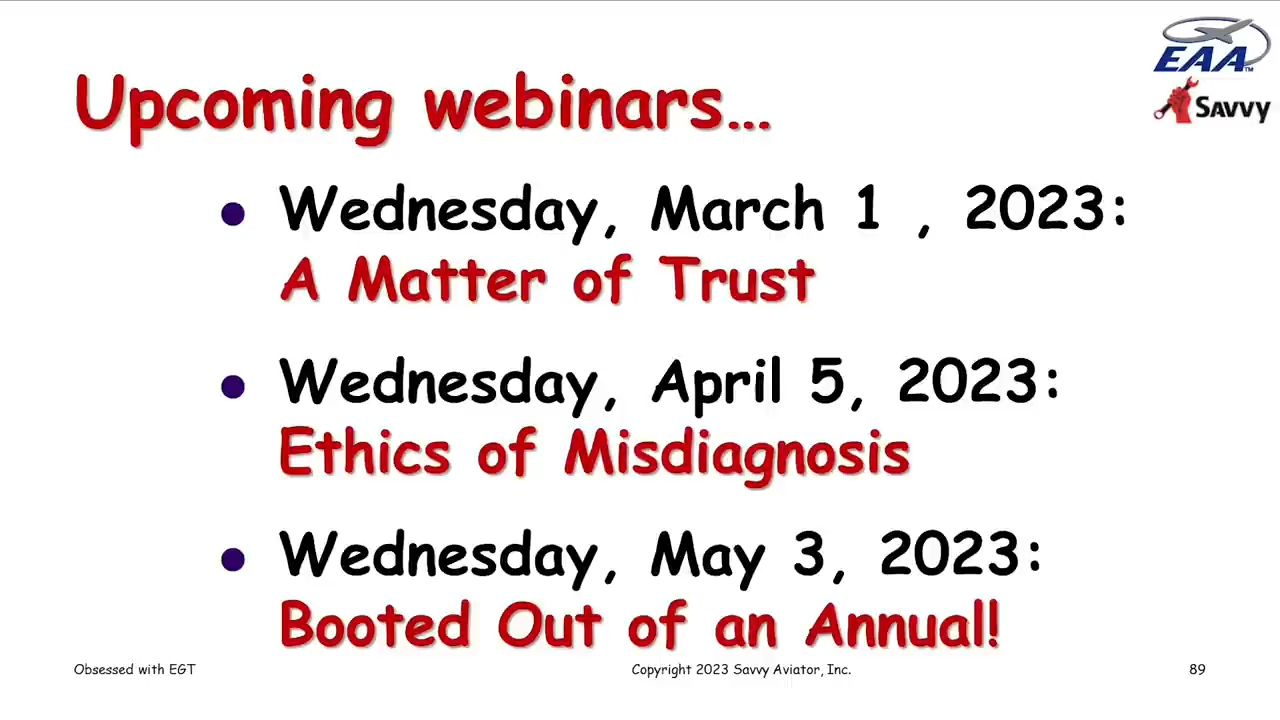 EAA™
Savvy
Upcoming webinars...
• Wednesday, March 1 , 2023:
A Matter of Trust
• Wednesday, April 5, 2023:
Ethics of Misdiagnosis
• Wednesday, May 3, 2023:
Booted Out of an Annual!
Obsessed with EGT
Copyright 2023 Savvy Aviator, Inc.
89